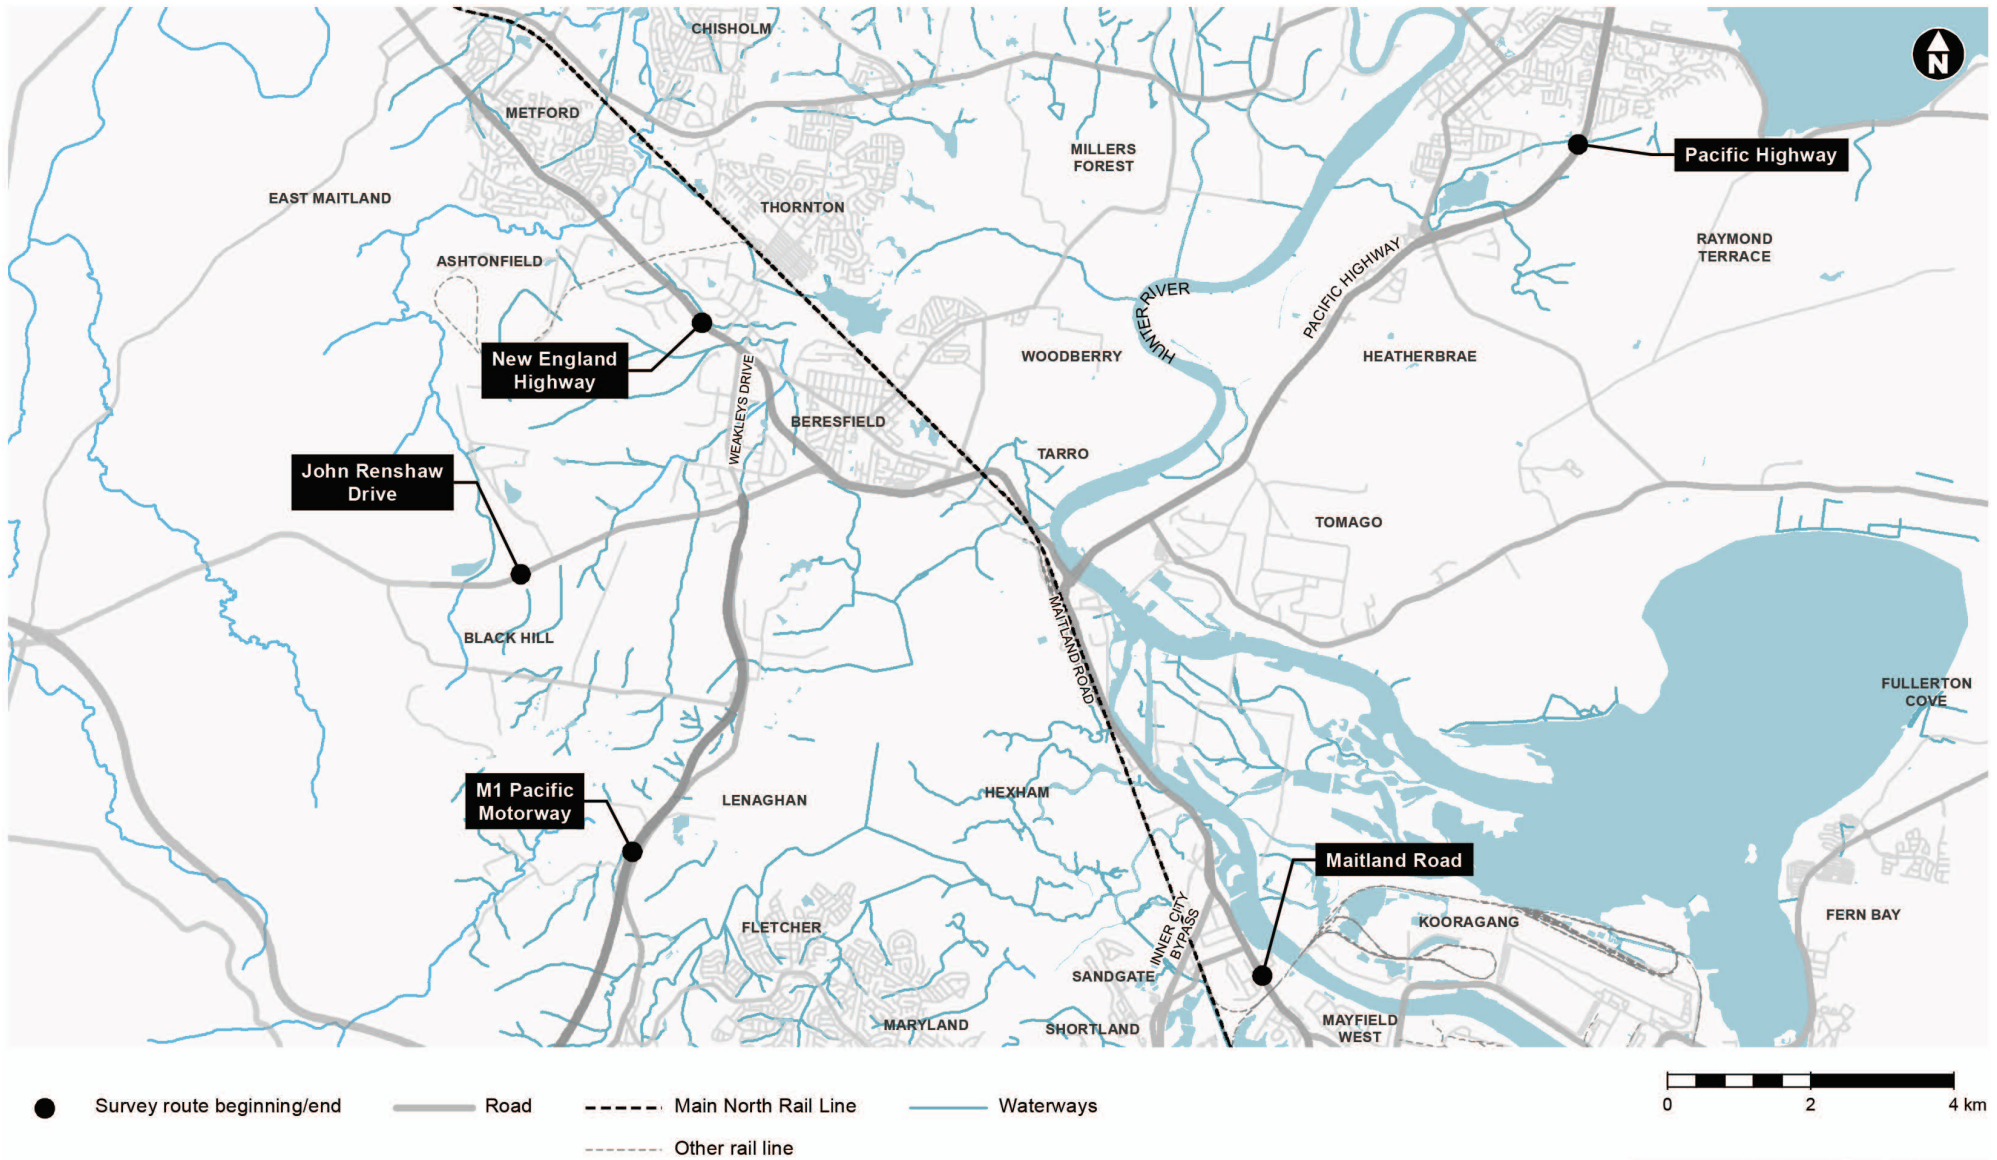 CHISHOLM
N
METFORD
MILLERS
FOREST
Pacific Highway
EAST MAITLAND
THORNTON
RAYMOND
TERRACE
ASHTONFIELD
PACIFIC HIGHWAY
HUNTER RIVER
New England
Highway
WOODBERRY
HEATHERBRAE
WEAKLEYS DRIVE
BERESFIELD
TARRO
John Renshaw
Drive
TOMAGO
BLACK HILL
MAITLAND ROAD
FULLERTON
COVE
M1 Pacific
Motorway
LENAGHAN
HEXHAM
Maitland Road
FLETCHER
INNER CITY
BYPASS
KOORAGANG
FERN BAY
SANDGATE
MARYLAND
SHORTLAND
MAYFIELD
WEST
Survey route beginning/end
Road
Main North Rail Line
Waterways
Other rail line
0 2 4 km